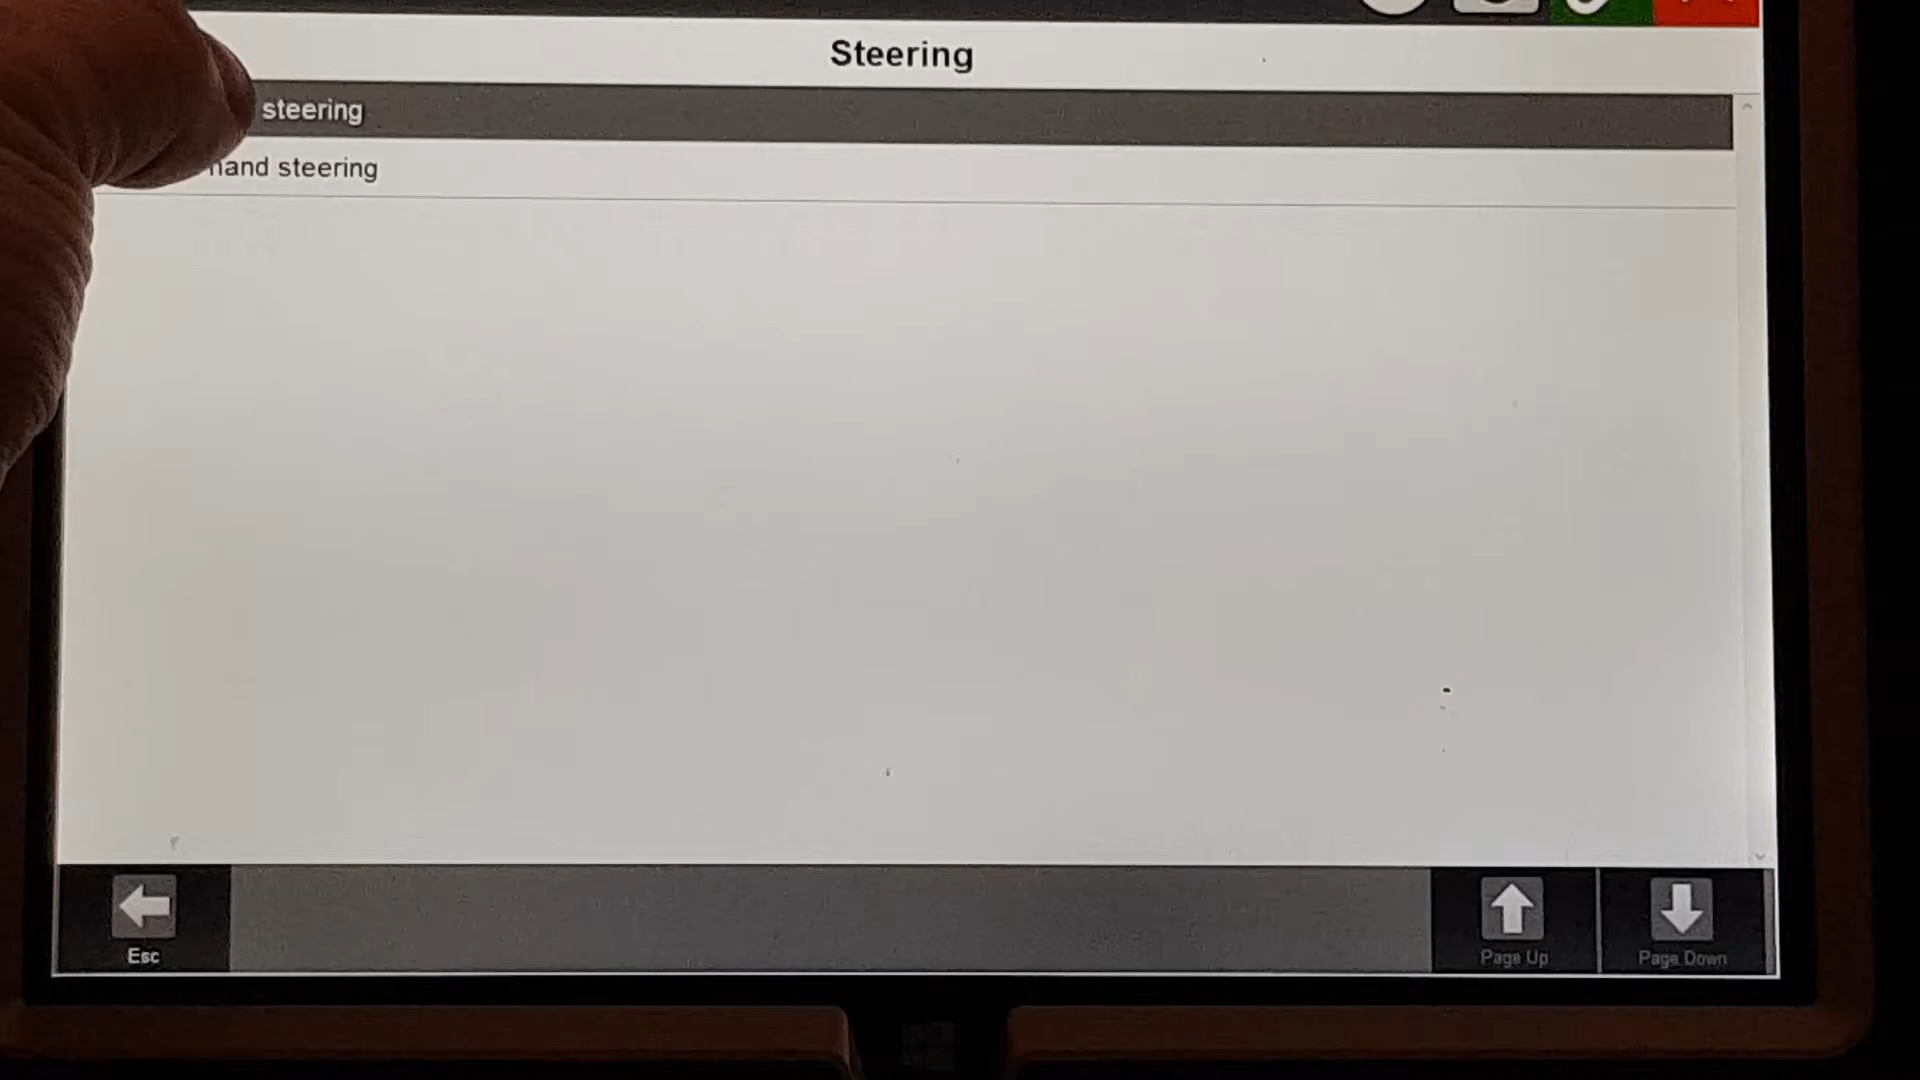 Steering
steering
hand steering
Esc
Page Up
Page Down